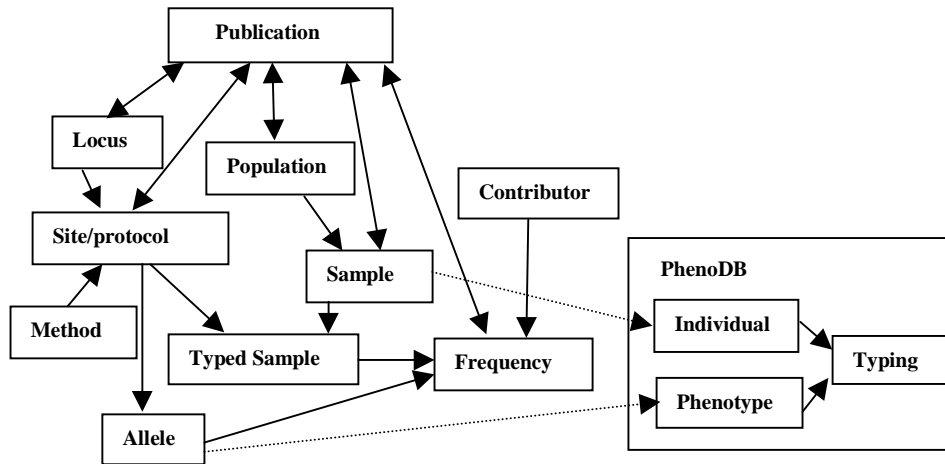 Publication
Locus
Population
Contributor
Site/protocol
Sample
PhenoDB
Method
Typed Sample
Frequency
Individual
Typing
Phenotype
Allele